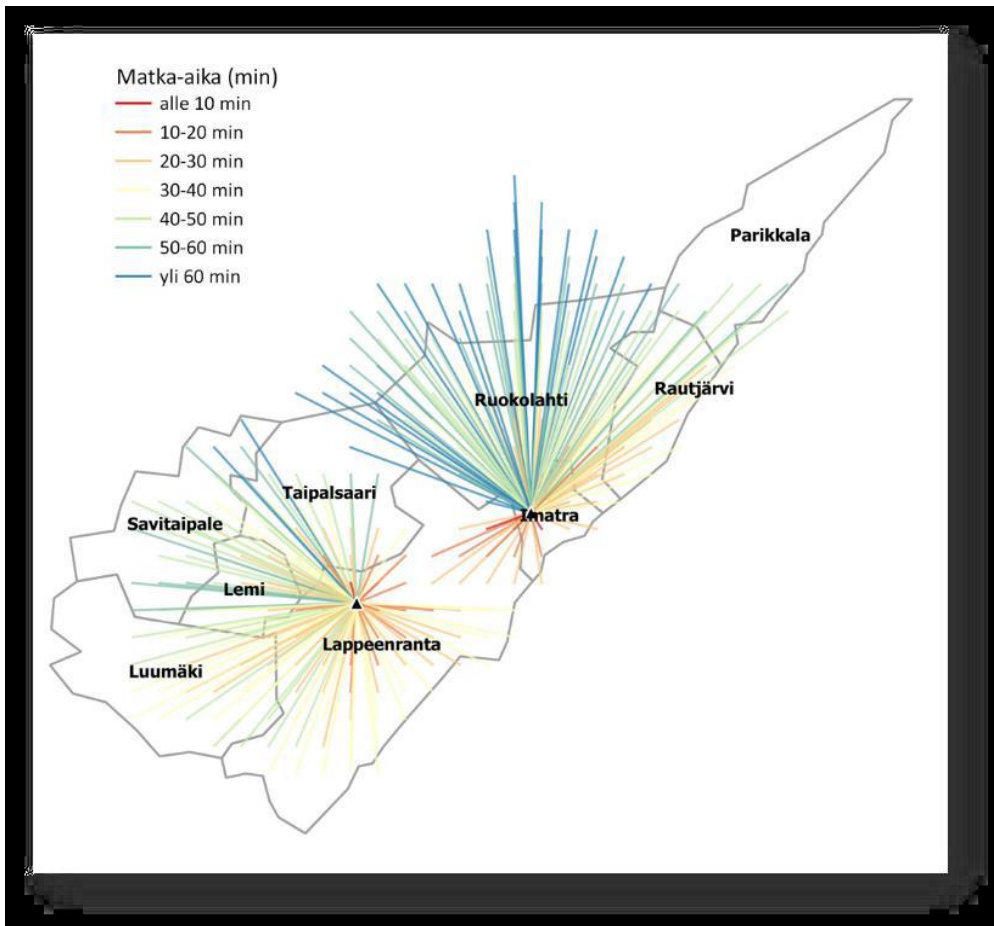 Matka-aika (min)
alle 10 min
10-20 min
20-30 min
30-40 min
40-50 min
50-60 min
yli 60 min
Parikkala
Rautjärvi
Ruokolahti
Taipalsaari
Imatra
Savitaipale
Lemi
Lappeenranta
Luumäki